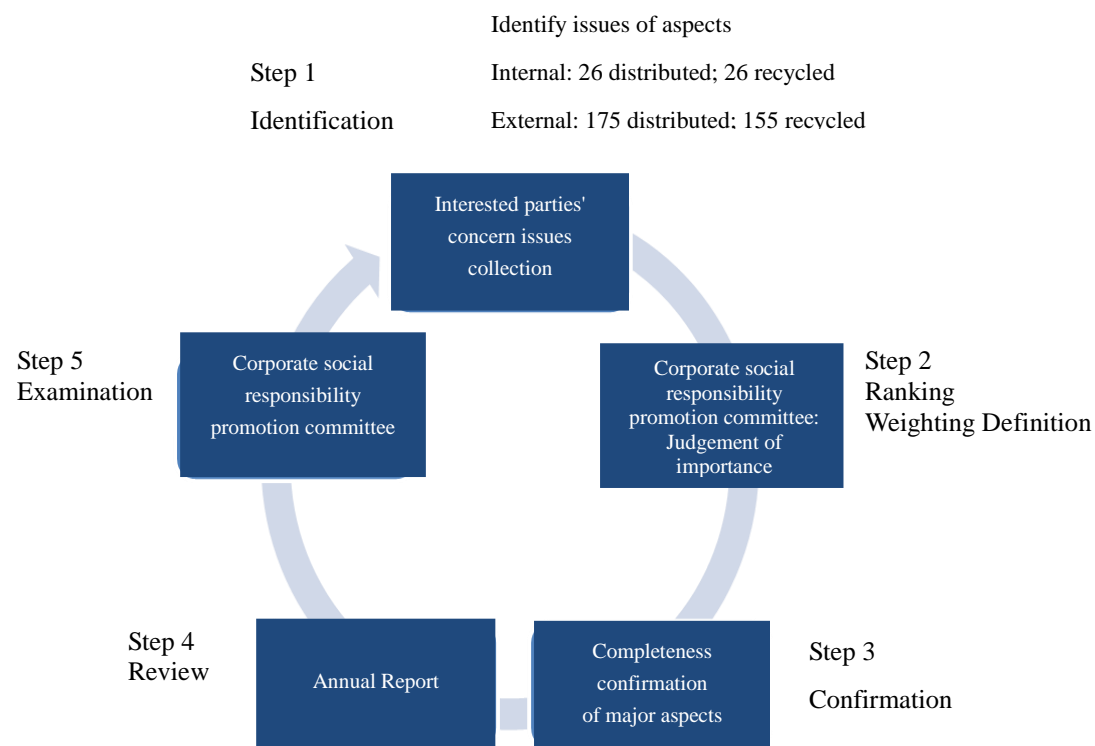 Identify issues of aspects
Step 1
Internal: 26 distributed; 26 recycled
Identification
External: 175 distributed; 155 recycled
Interested parties'
concern issues
collection
Step 5
Examination
Corporate social
responsibility
promotion committee
Corporate social
responsibility
promotion committee:
Judgement of
importance
Step 2
Ranking
Weighting Definition
Step 4
Review
Annual Report
Completeness
confirmation
of major aspects
Step 3
Confirmation